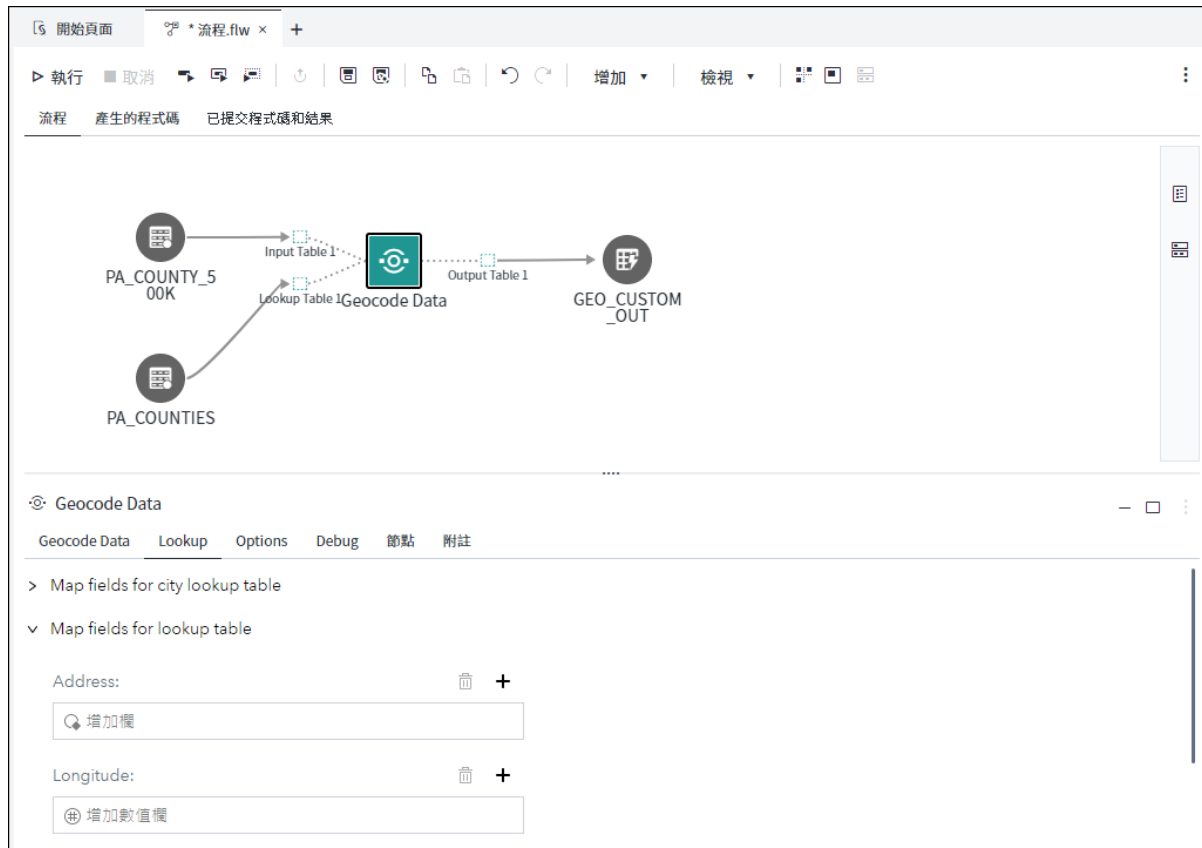 開始頁面
*流程.flw ×
+
執行
取消
增加
檢視
流程
產生的程式碼
已提交程式碼和結果
Input Table 1
Output Table 1
PA_COUNTY_5
00K
Lookup Table 1
Geocode Data
GEO_CUSTOM
_OUT
PA_COUNTIES
Geocode Data
Geocode Data
Lookup
Options
Debug
節點
附註
Map fields for city lookup table
Map fields for lookup table
Address:
增加欄
Longitude:
增加數值欄